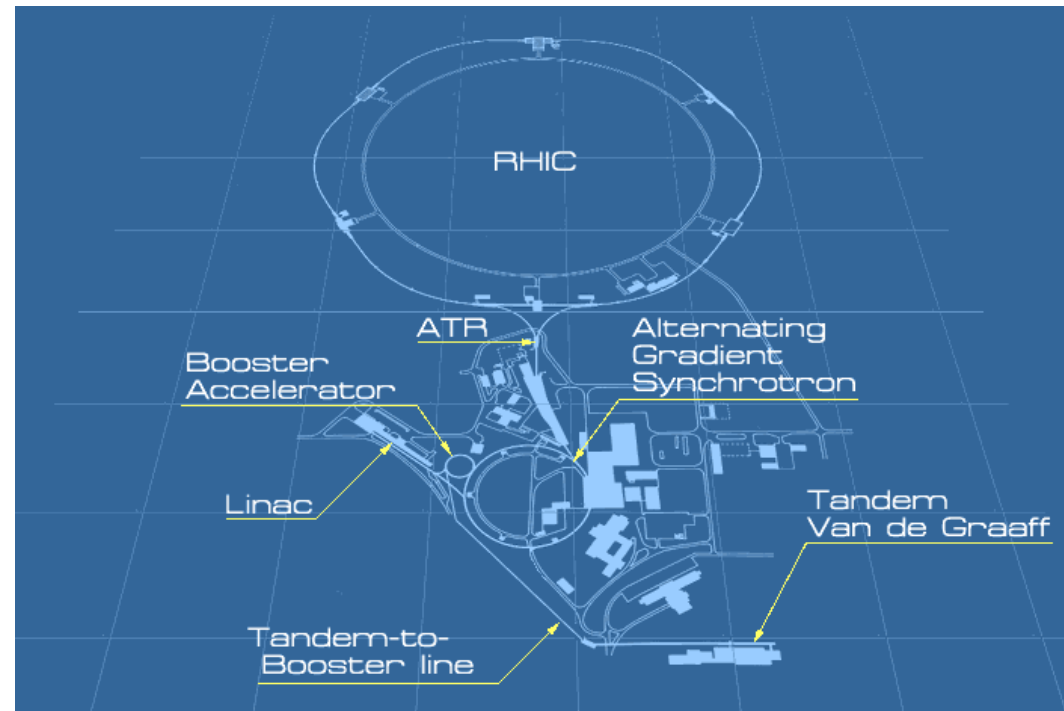 RHIC
ATR
Alternating
Gradient
Synchrotron
Booster
Accelerator
Linac
Tandem
Van de Graaff
Tandem-to-
Booster line